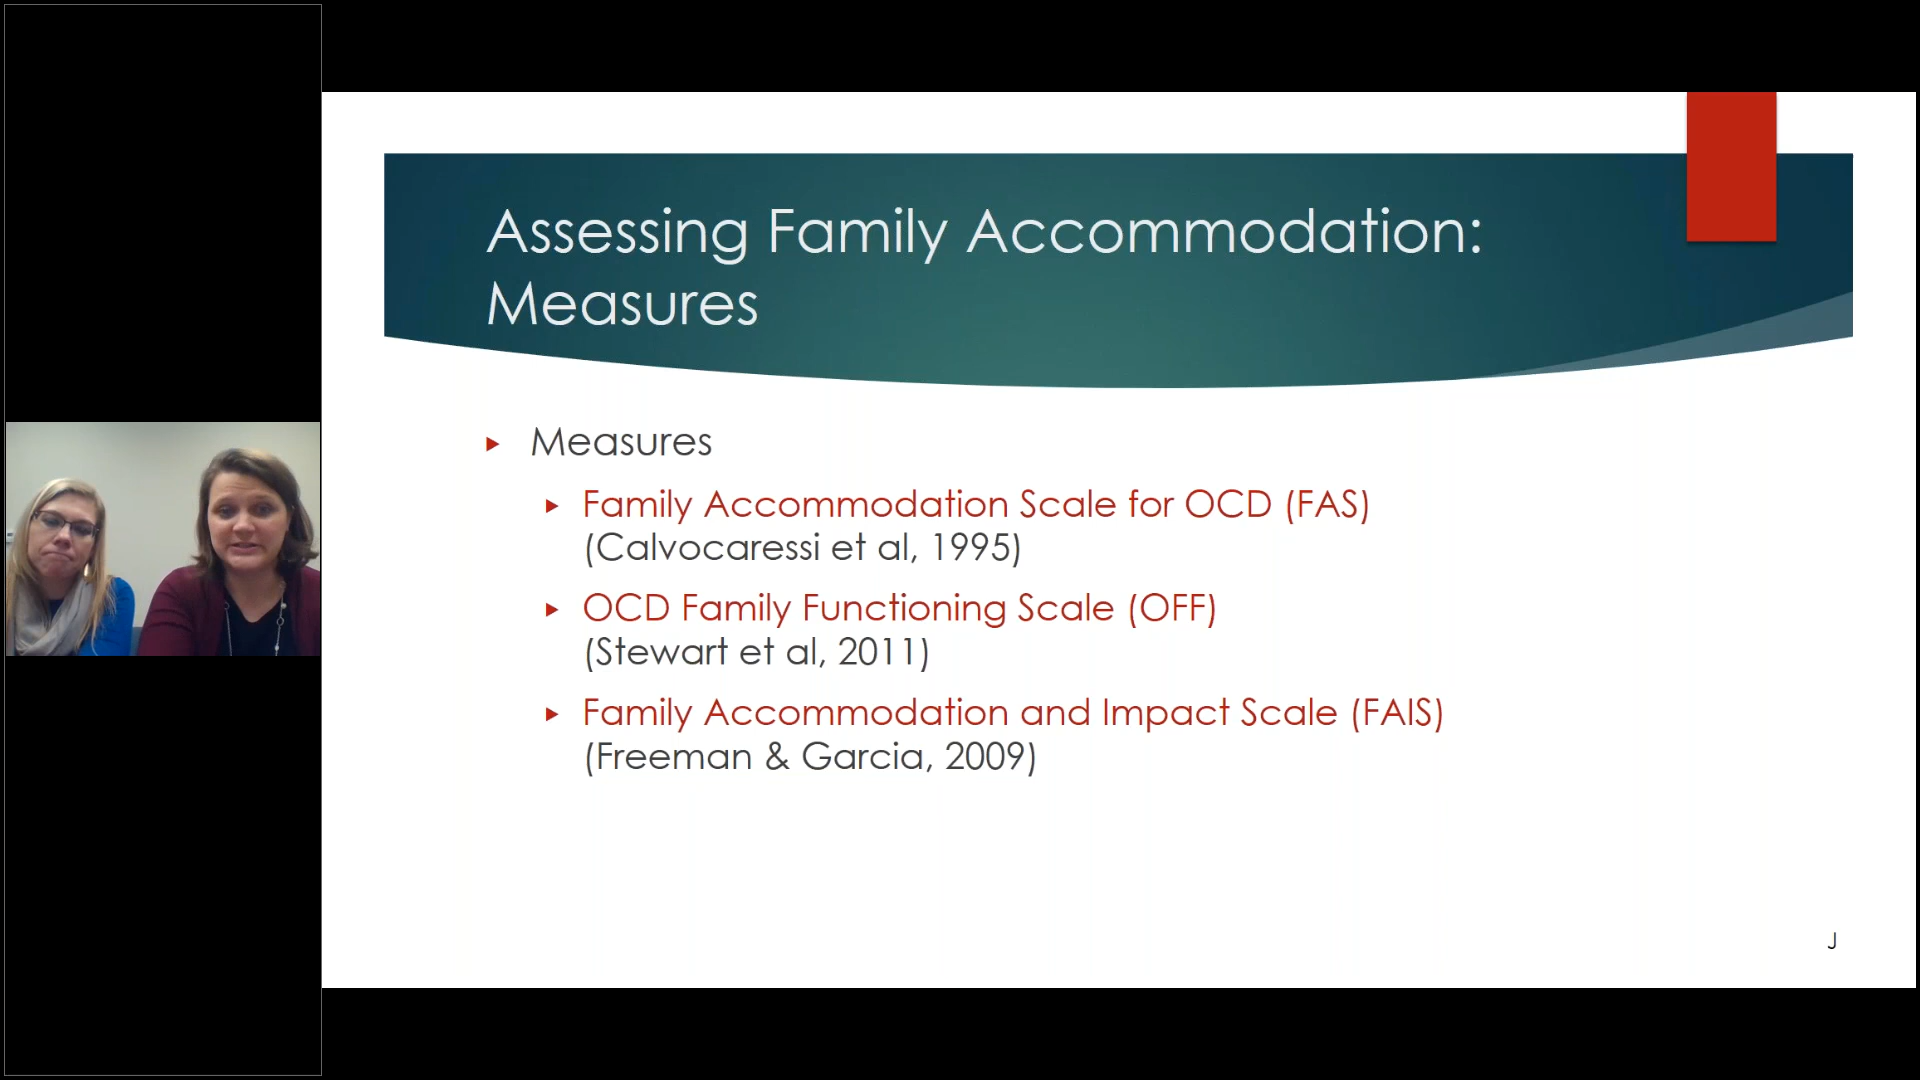 Assessing Family Accommodation:
Measures
Measures
Family Accommodation Scale for OCD (FAS)
(Calvocaressi et al, 1995)
OCD Family Functioning Scale (OFF)
(Stewart et al, 2011)
Family Accommodation and Impact Scale (FAIS)
(Freeman & Garcia, 2009)
J